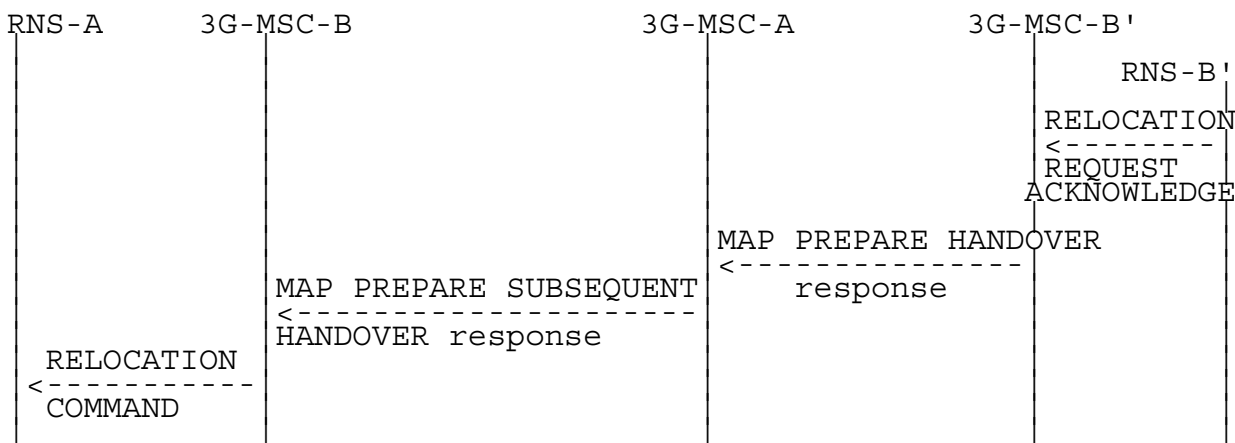 RNS-A 3G-MSC-B 3G-MSC-A 3G-MSC-B'
RNS-B'
RELOCATION
REQUEST
ACKNOWLEDGE
MAP PREPARE HANDOVER
response
MAP PREPARE SUBSEQUENT
HANDOVER response
RELOCATION
COMMAND